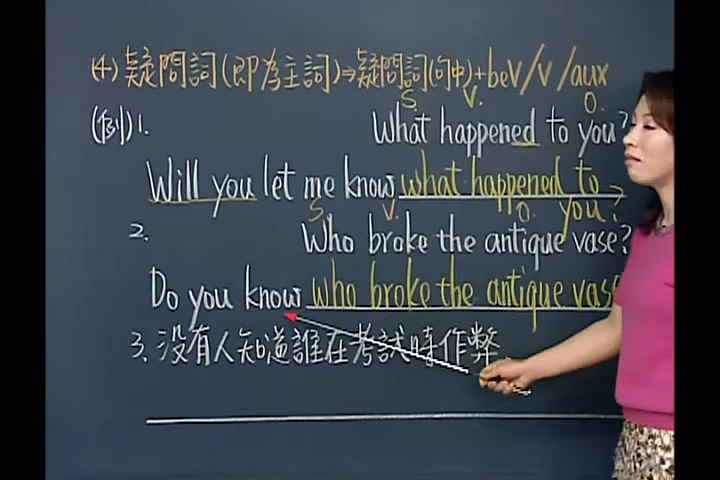 (4) 疑問詞(即為主詞)⇒疑問詞(句中)+beV/V/aux
S. V. O.
(例)1. What happened to you?
Will you let me know what happened to you?
S. V. O.
2. Who broke the antique vase?
Do you know who broke the antique vase
3. 沒有人知道誰在考試時作弊。